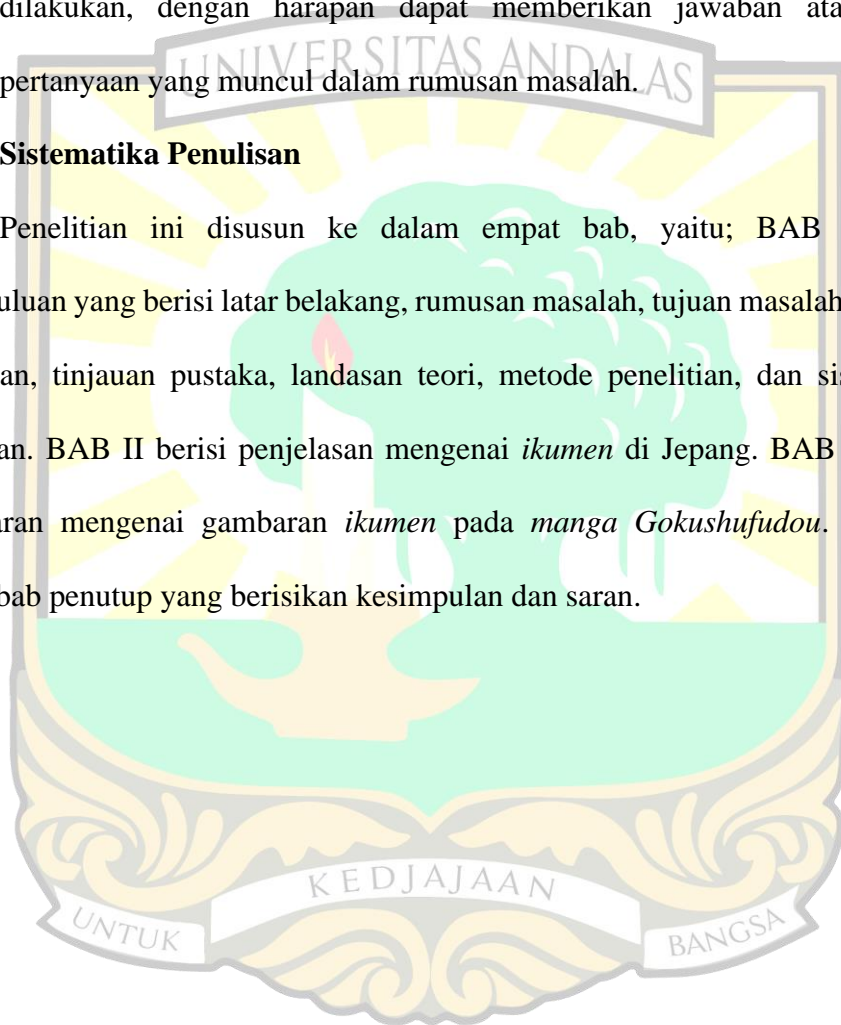 dilakukan, dengan harapan dapat memberikan jawaban ata
pertanyaan yang muncul dalam rumusan masalah.
UNIVERSITAS ANDALAS
Sistematika Penulisan
Penelitian ini disusun ke dalam empat bab, yaitu; BAB
uluan yang berisi latar belakang, rumusan masalah, tujuan masalah
an, tinjauan pustaka, landasan teori, metode penelitian, dan sis
an. BAB II berisi penjelasan mengenai ikumen di Jepang. BAB
aran mengenai gambaran ikumen pada manga Gokushufudou.
bab penutup yang berisikan kesimpulan dan saran.
UNTUK KEDJAJAAN BANGSA